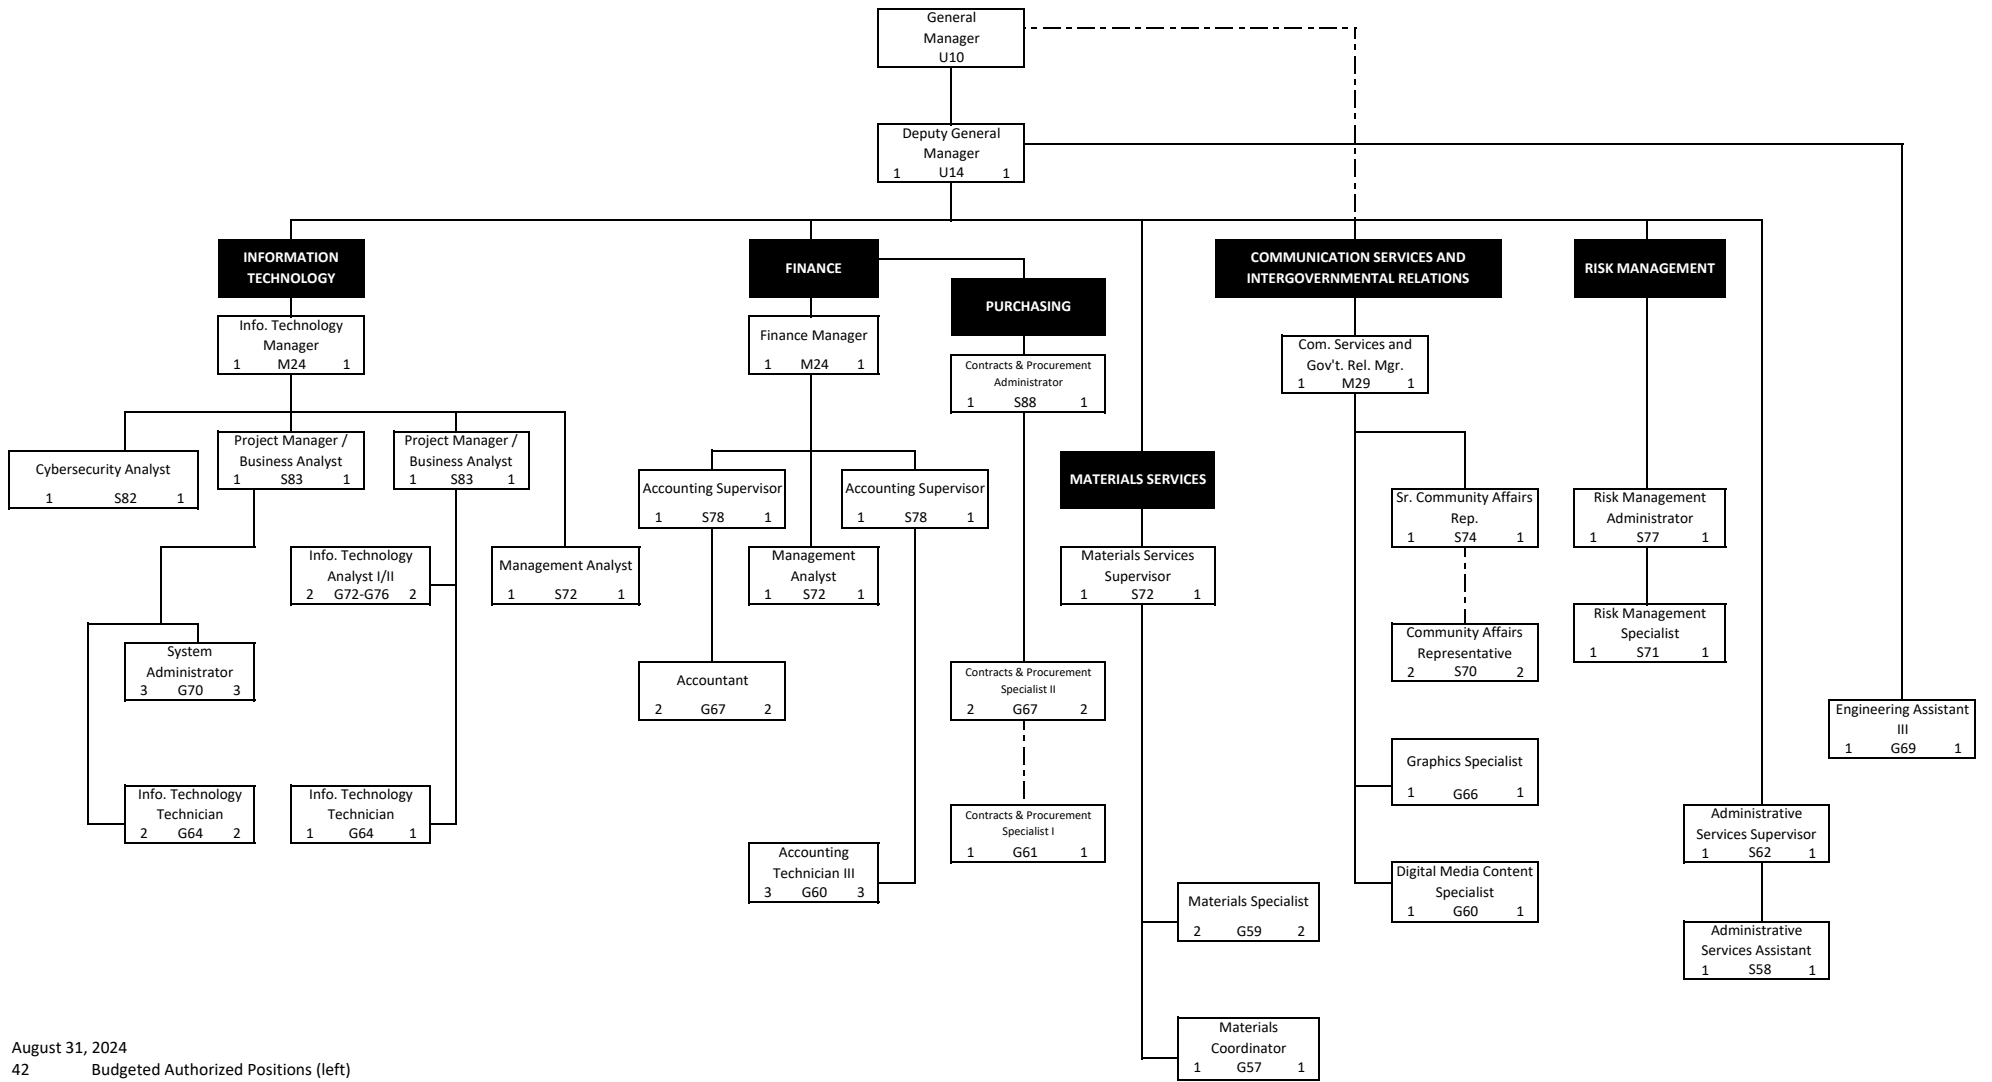 General
Manager
U10
Deputy General
Manager
1 U14 1
INFORMATION
TECHNOLOGY
FINANCE
PURCHASING
COMMUNICATION SERVICES AND
INTERGOVERNMENTAL RELATIONS
RISK MANAGEMENT
Info. Technology
Manager
1 M24 1
Finance Manager
1 M24 1
Contracts & Procurement
Administrator
1 S88 1
Com. Services and
Gov't. Rel. Mgr.
1 M29 1
Cybersecurity Analyst
1 S82 1
Project Manager /
Business Analyst
1 S83 1
Project Manager /
Business Analyst
1 S83 1
Accounting Supervisor
1 S78 1
Accounting Supervisor
1 S78 1
MATERIALS SERVICES
Sr. Community Affairs
Rep.
1 S74 1
Risk Management
Administrator
1 S77 1
Info. Technology
Analyst I/II
2 G72-G76 2
Management Analyst
1 S72 1
Management
Analyst
1 S72 1
Materials Services
Supervisor
1 S72 1
Risk Management
Specialist
1 S71 1
System
Administrator
3 G70 3
Accountant
2 G67 2
Contracts & Procurement
Specialist II
2 G67 2
Community Affairs
Representative
2 S70 2
Engineering Assistant
III
1 G69 1
Graphics Specialist
1 G66 1
Info. Technology
Technician
2 G64 2
Info. Technology
Technician
1 G64 1
Contracts & Procurement
Specialist I
1 G61 1
Administrative
Services Supervisor
1 S62 1
Accounting
Technician III
3 G60 3
Digital Media Content
Specialist
1 G60 1
Materials Specialist
2 G59 2
Administrative
Services Assistant
1 S58 1
Materials
Coordinator
1 G57 1
August 31, 2024
42 Budgeted Authorized Positions (left)